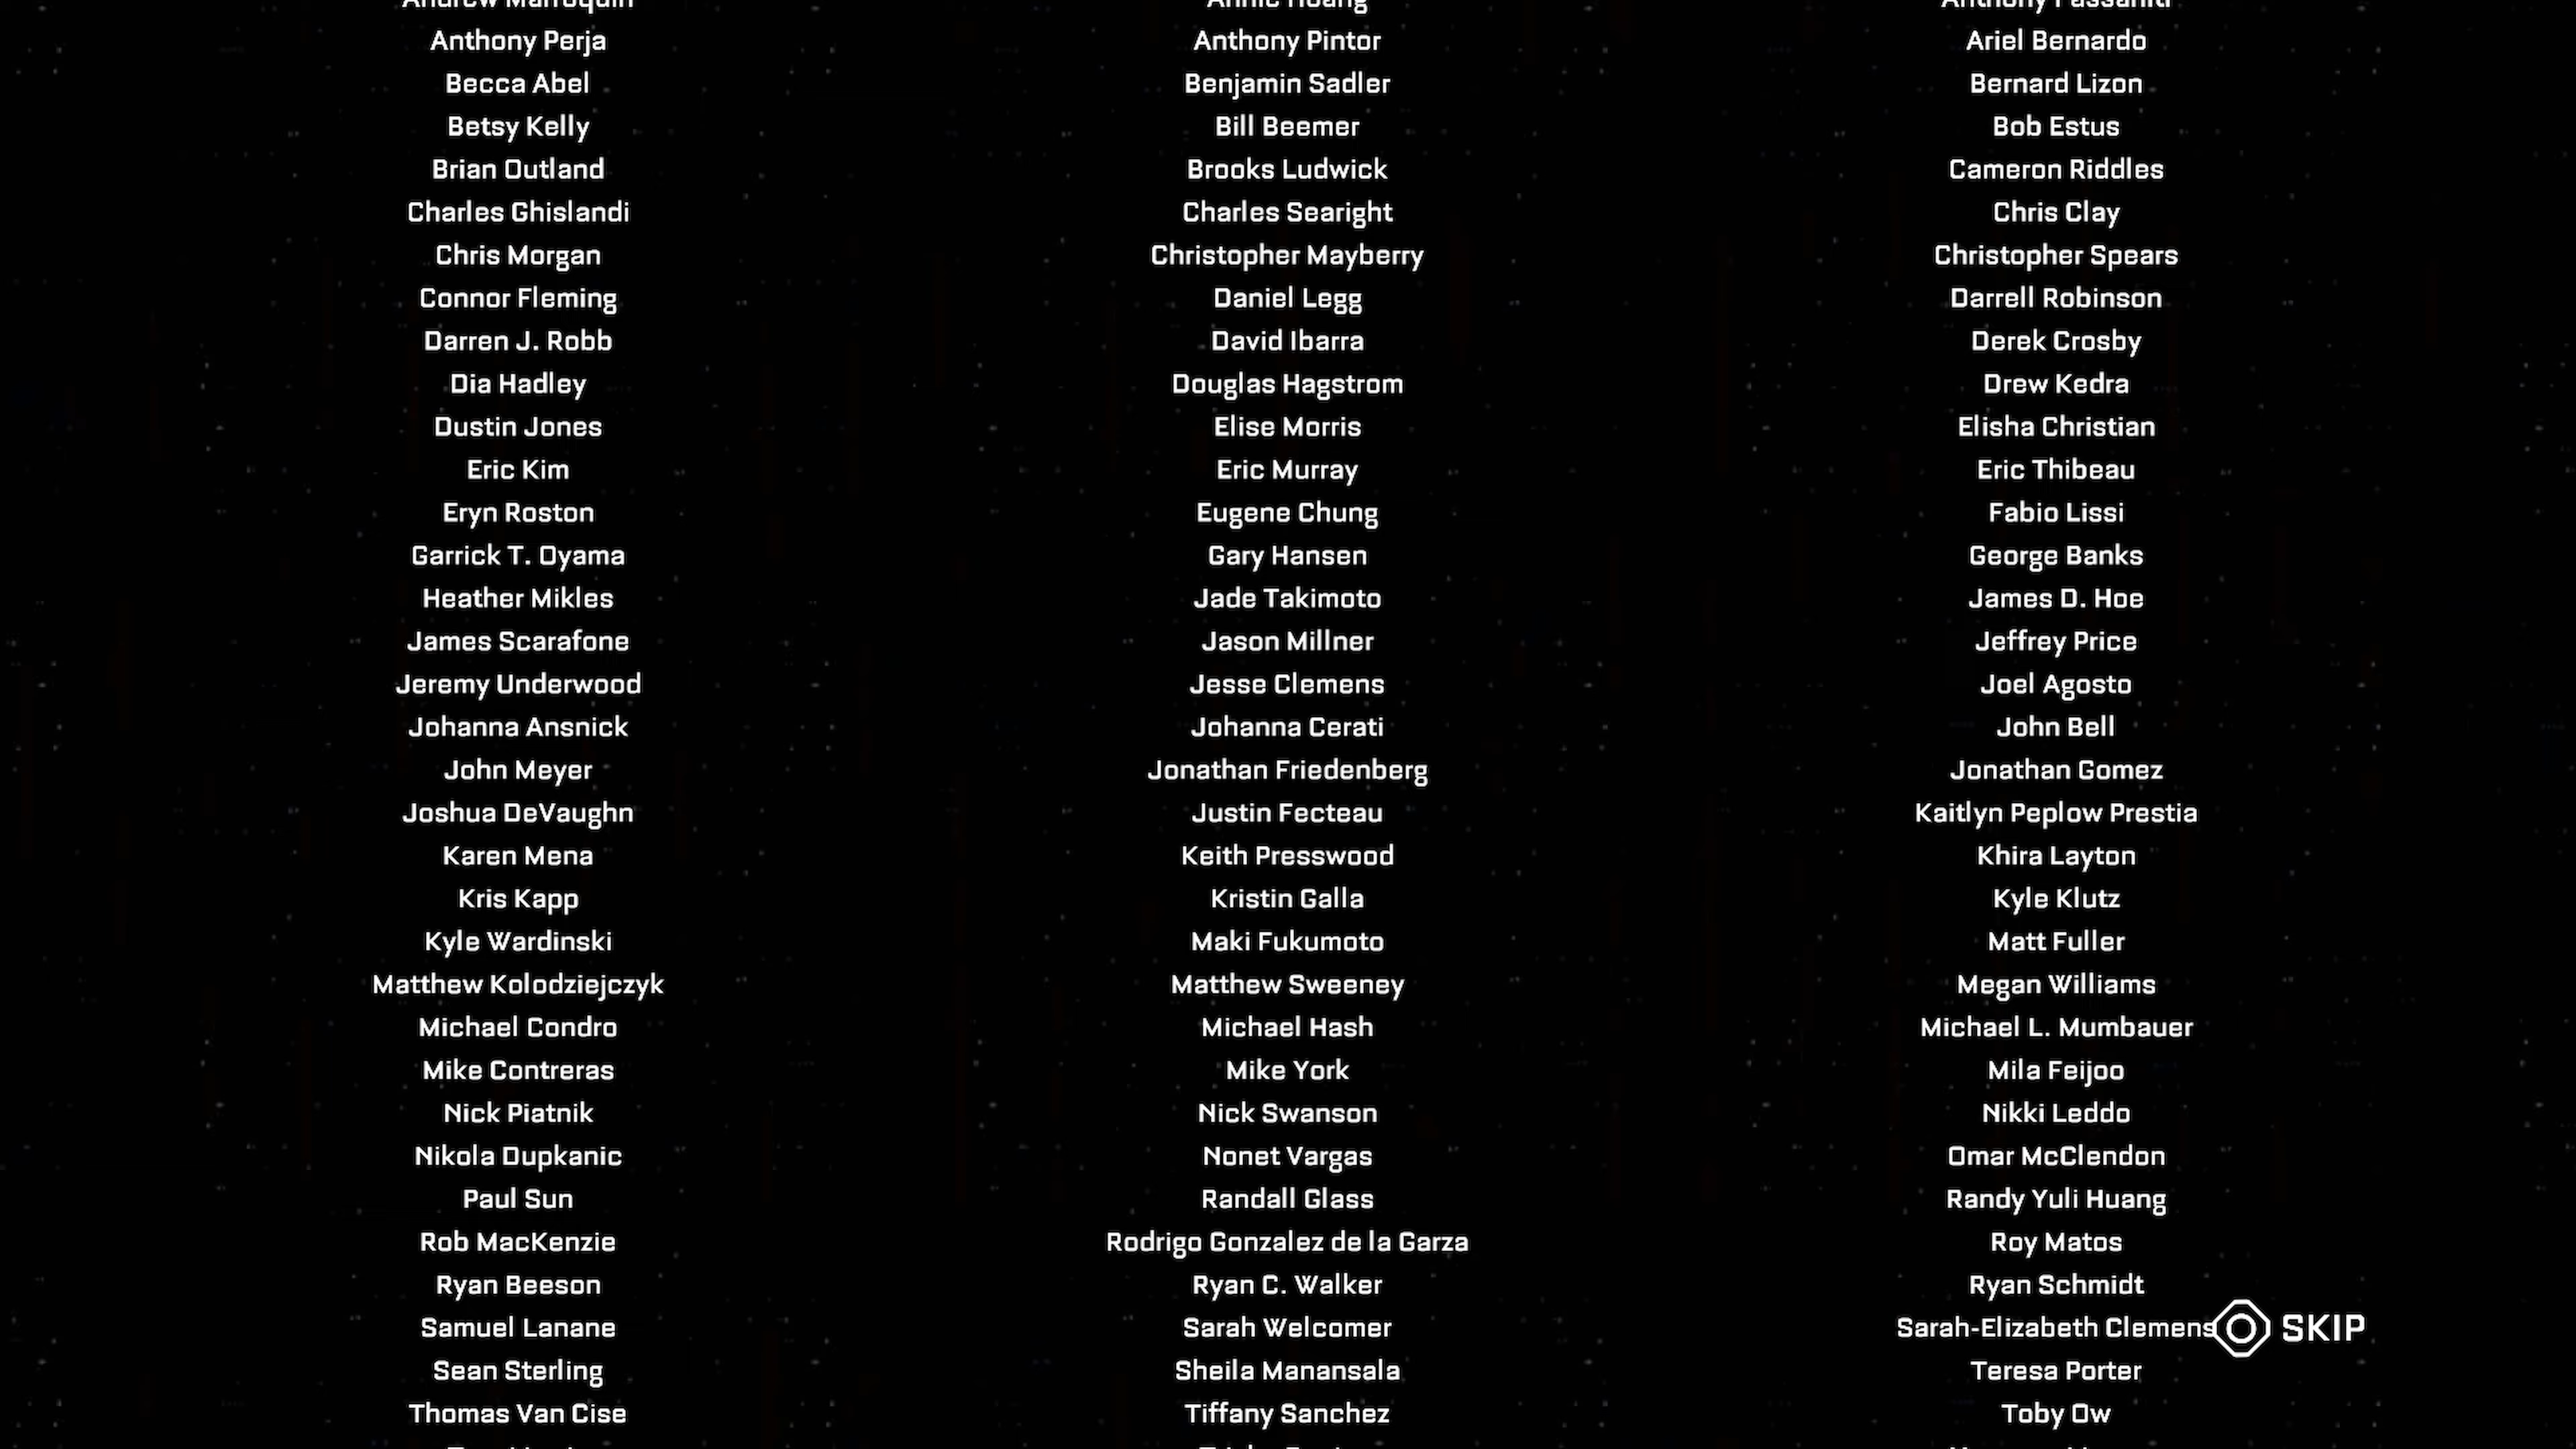 Anthony Perja Anthony Pintor Ariel Bernardo
Becca Abel Benjamin Sadler Bernard Lizon
Betsy Kelly Bill Beemer Bob Estus
Brian Outland Brooks Ludwick Cameron Riddles
Charles Ghislandi Charles Searight Chris Clay
Chris Morgan Christopher Mayberry Christopher Spears
Connor Fleming Daniel Legg Darrell Robinson
Darren J. Robb David Ibarra Derek Crosby
Dia Hadley Douglas Hagstrom Drew Kedra
Dustin Jones Elise Morris Elisha Christian
Eric Kim Eric Murray Eric Thibeau
Eryn Roston Eugene Chung Fabio Lissi
Garrick T. Oyama Gary Hansen George Banks
Heather Mikles Jade Takimoto James D. Hoe
James Scarafone Jason Millner Jeffrey Price
Jeremy Underwood Jesse Clemens Joel Agosto
Johanna Ansnick Johanna Cerati John Bell
John Meyer Jonathan Friedenberg Jonathan Gomez
Joshua DeVaughn Justin Fecteau Kaitlyn Peplow Prestia
Karen Mena Keith Presswood Khira Layton
Kris Kapp Kristin Galla Kyle Klutz
Kyle Wardinski Maki Fukumoto Matt Fuller
Matthew Kolodziejczyk Matthew Sweeney Megan Williams
Michael Condro Michael Hash Michael L. Mumbauer
Mike Contreras Mike York Mila Feijoo
Nick Piatnik Nick Swanson Nikki Leddo
Nikola Dupkanic Nonet Vargas Omar McClendon
Paul Sun Randall Glass Randy Yuli Huang
Rob MacKenzie Rodrigo Gonzalez de la Garza Roy Matos
Ryan Beeson Ryan C. Walker Ryan Schmidt
Samuel Lanane Sarah Welcomer Sarah-Elizabeth Clemens SKIP
Sean Sterling Sheila Manansala Teresa Porter
Thomas Van Cise Tiffany Sanchez Toby Ow